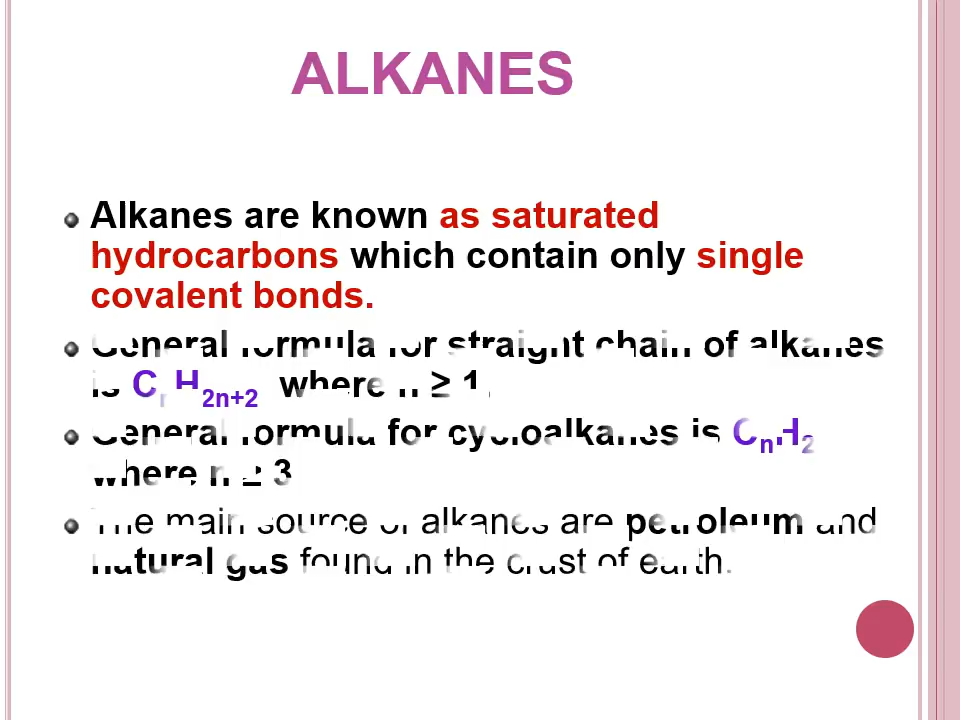 ALKANES
Alkanes are known as saturated
hydrocarbons which contain only single
covalent bonds.
General formula for straight chain of alkanes
is CnH2n+2 where n ≥ 1.
General formula for cycloalkanes is CnH2
where n ≥ 3
The main source of alkanes are petroleum and
natural gas found in the crust of earth.